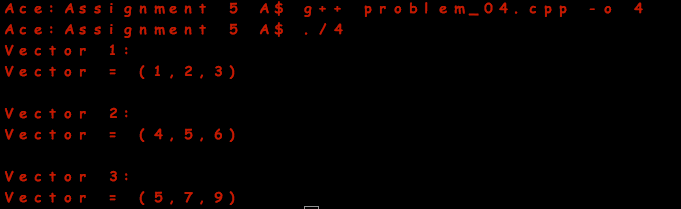 Ace:Assignment 5 A$ g++ problem_04.cpp -o 4
Ace:Assignment 5 A$ ./4
Vector 1:
Vector = (1,2,3)
Vector 2:
Vector = (4,5,6)
Vector 3:
Vector = (5,7,9)